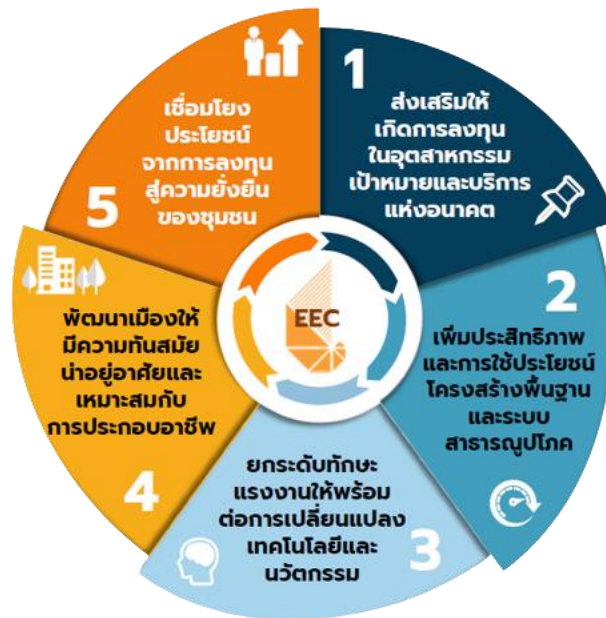 1
ส่งเสริมให้
เกิดการลงทุน
ในอุตสาหกรรม
เป้าหมายและบริการ
แห่งอนาคต
2
เพิ่มประสิทธิภาพ
และการใช้ประโยชน์
โครงสร้างพื้นฐาน
และระบบ
สาธารณูปโภค
ยกระดับทักษะ
แรงงานให้พร้อม
ต่อการเปลี่ยนแปลง
เทคโนโลยีและ
นวัตกรรม
3
พัฒนาเมืองให้
มีความทันสมัย
น่าอยู่อาศัยและ
เหมาะสมกับ
การประกอบอาชีพ
4
เชื่อมโยง
ประโยชน์
จากการลงทุน
สู่ความยั่งยืน
ของชุมชน
5
EEC